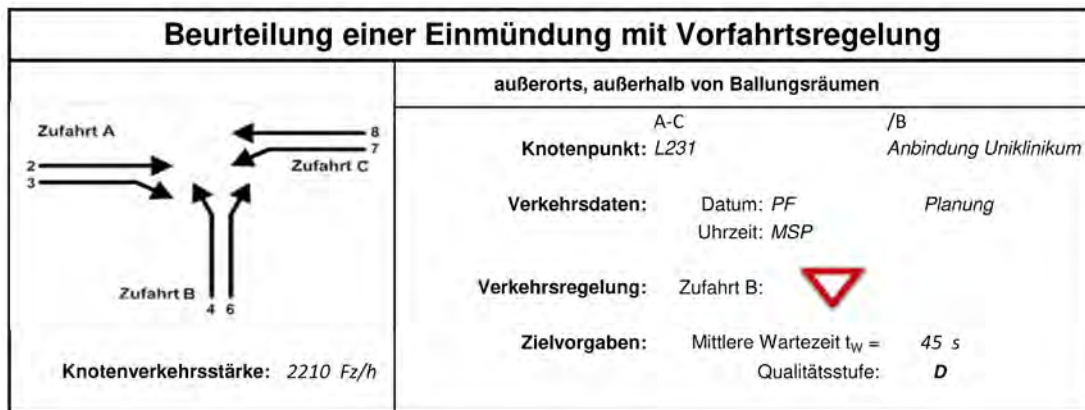 Beurteilung einer Einmündung mit Vorfahrtsregelung
Zufahrt A
8
7
Zufahrt C
2
3
Zufahrt B
4 6
Knotenverkehrsstärke: 2210 Fz/h
außerorts, außerhalb von Ballungsräumen
A-C /B
Knotenpunkt: L231 Anbindung Uniklinikum
Verkehrsdaten: Datum: PF Planung
Uhrzeit: MSP
Verkehrsregelung: Zufahrt B:
Zielvorgaben: Mittlere Wartezeit tW = 45 s
Qualitätsstufe: D